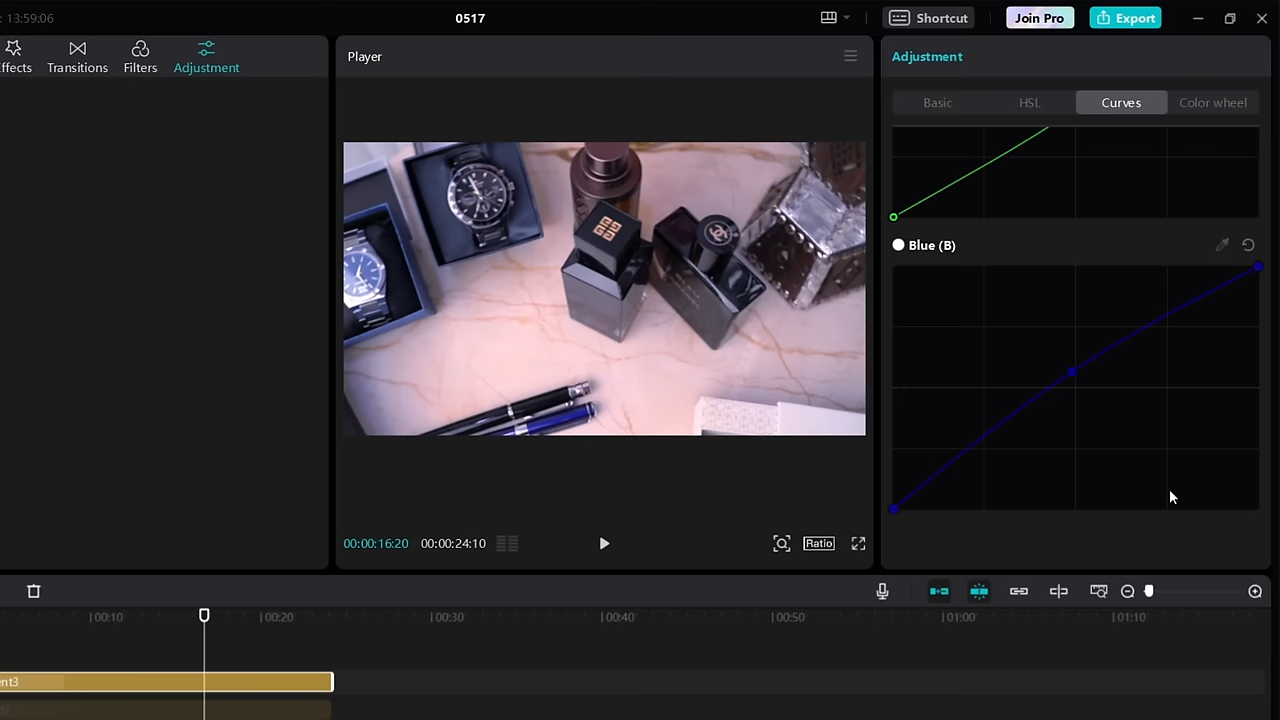 : 13:59:06
0517
Shortcut
Join Pro
Export
ffects
Transitions
Filters
Adjustment
Player
Adjustment
Basic
HSL
Curves
Color wheel
Blue (B)
00:00:16:20
00:00:24:10
Ratio
00:10
00:20
00:30
00:40
00:50
01:00
01:10
ent3